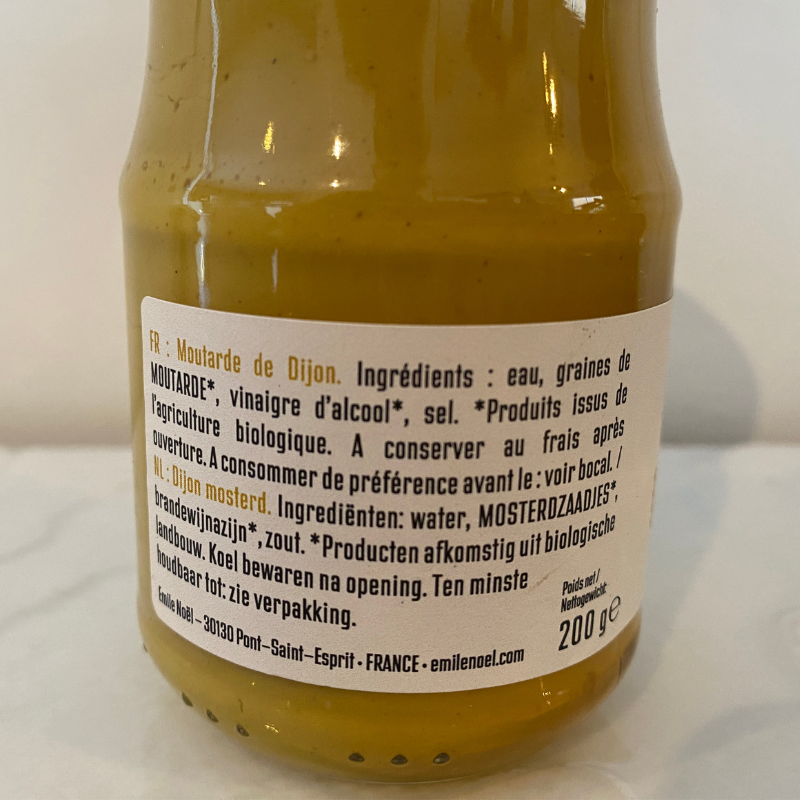 FR : Moutarde de Dijon. Ingrédients : eau, graines de
MOUTARDE*, vinaigre d'alcool*, sel. *Produits issus de
l'agriculture biologique. A conserver au frais après
ouverture. A consommer de préférence avant le : voir bocal. /
NL : Dijon mosterd. Ingrediënten: water, MOSTERDZAADJES*,
brandewijnazijn*, zout. *Producten afkomstig uit biologische
landbouw. Koel bewaren na opening. Ten minste
houdbaar tot: zie verpakking.
Emile Noël – 30130 Pont-Saint-Esprit • FRANCE • emilenoel.com
Poids net /
Nettogewicht:
200 g℮